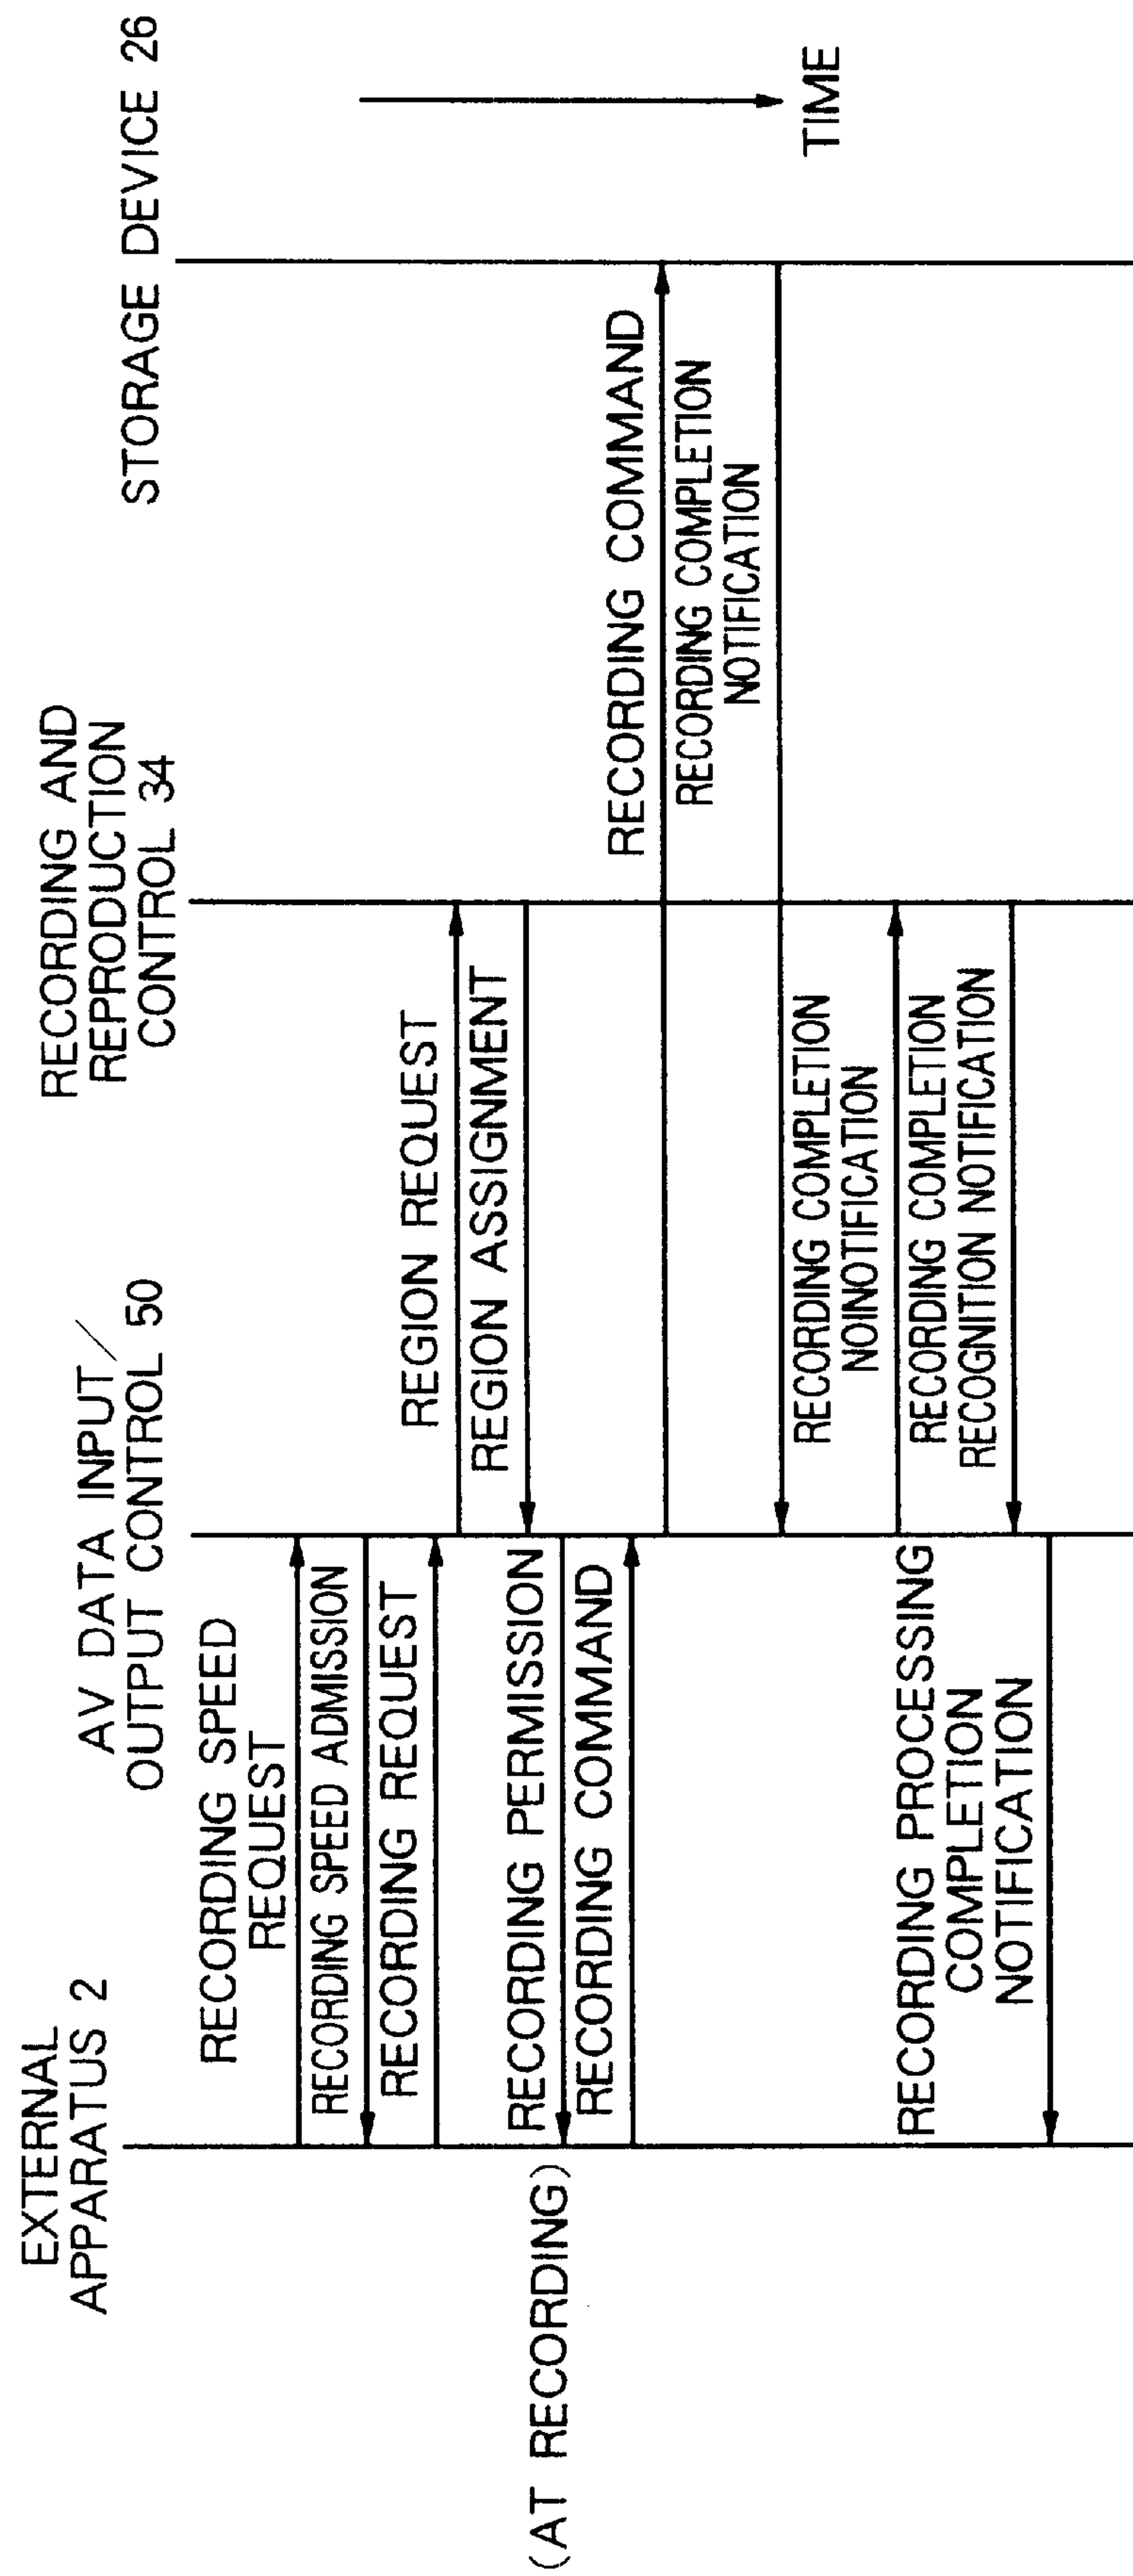 EXTERNAL
APPARATUS 2
AV DATA INPUT/
OUTPUT CONTROL 50
RECORDING AND
REPRODUCTION
CONTROL 34
STORAGE DEVICE 26
RECORDING SPEED
REQUEST
RECORDING SPEED ADMISSION
RECORDING REQUEST
REGION REQUEST
REGION ASSIGNMENT
(AT RECORDING)
RECORDING PERMISSION
RECORDING COMMAND
RECORDING COMMAND
RECORDING COMPLETION
NOTIFICATION
TIME
RECORDING COMPLETION
NOINOTIFICATION
RECORDING PROCESSING
COMPLETION
NOTIFICATION
RECORDING COMPLETION
RECOGNITION NOTIFICATION